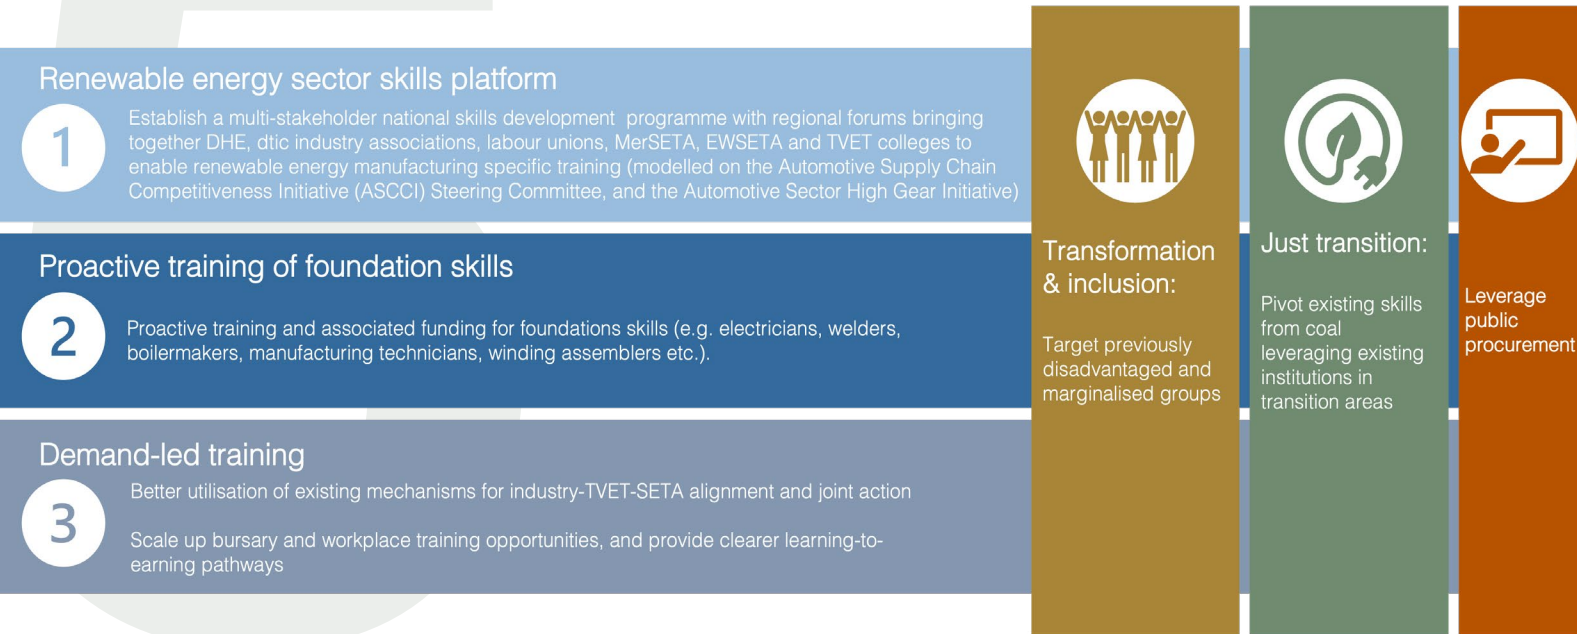 Renewable energy sector skills platform
1
Establish a multi-stakeholder national skills development programme with regional forums bringing
together DHE, dtic industry associations, labour unions, MerSETA, EWSETA and TVET colleges to
enable renewable energy manufacturing specific training (modelled on the Automotive Supply Chain
Competitiveness Initiative (ASCCI) Steering Committee, and the Automotive Sector High Gear Initiative)
Proactive training of foundation skills
2
Proactive training and associated funding for foundations skills (e.g. electricians, welders,
boilermakers, manufacturing technicians, winding assemblers etc.).
Demand-led training
3
Better utilisation of existing mechanisms for industry-TVET-SETA alignment and joint action
Scale up bursary and workplace training opportunities, and provide clearer learning-to-
earning pathways
Transformation
& inclusion:
Target previously
disadvantaged and
marginalised groups
Just transition:
Pivot existing skills
from coal
leveraging existing
institutions in
transition areas
Leverage
public
procurement